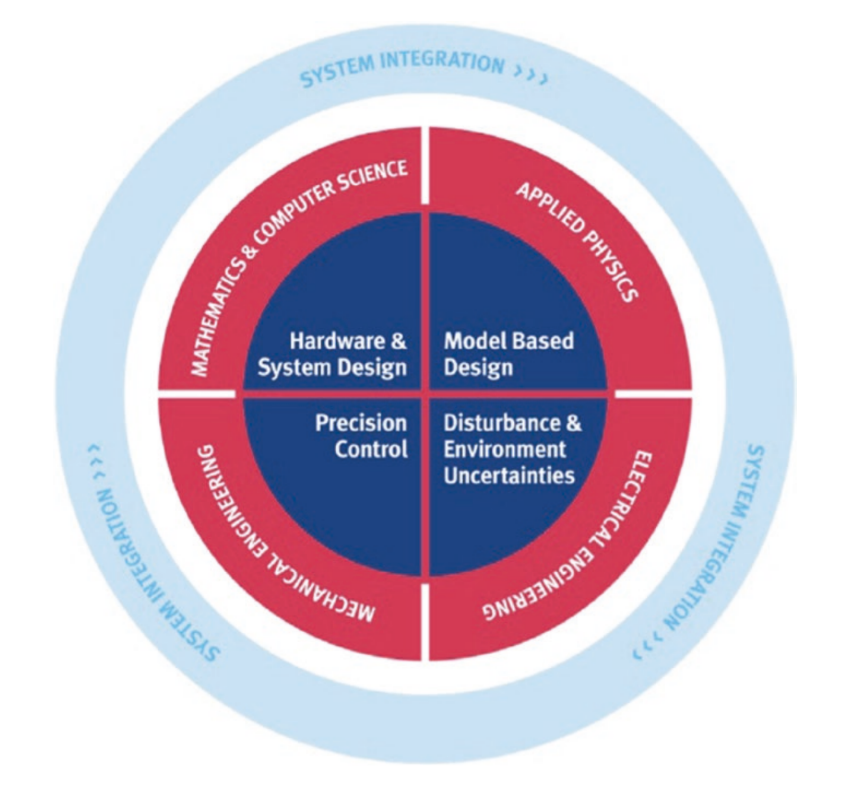 SYSTEM INTEGRATION >>>
MATHEMATICS & COMPUTER SCIENCE
APPLIED PHYSICS
Hardware &
System Design
Model Based
Design
Precision
Control
Disturbance &
Environment
Uncertainties
MECHANICAL ENGINEERING
ELECTRICAL ENGINEERING
SYSTEM INTEGRATION >>>
SYSTEM INTEGRATION >>>